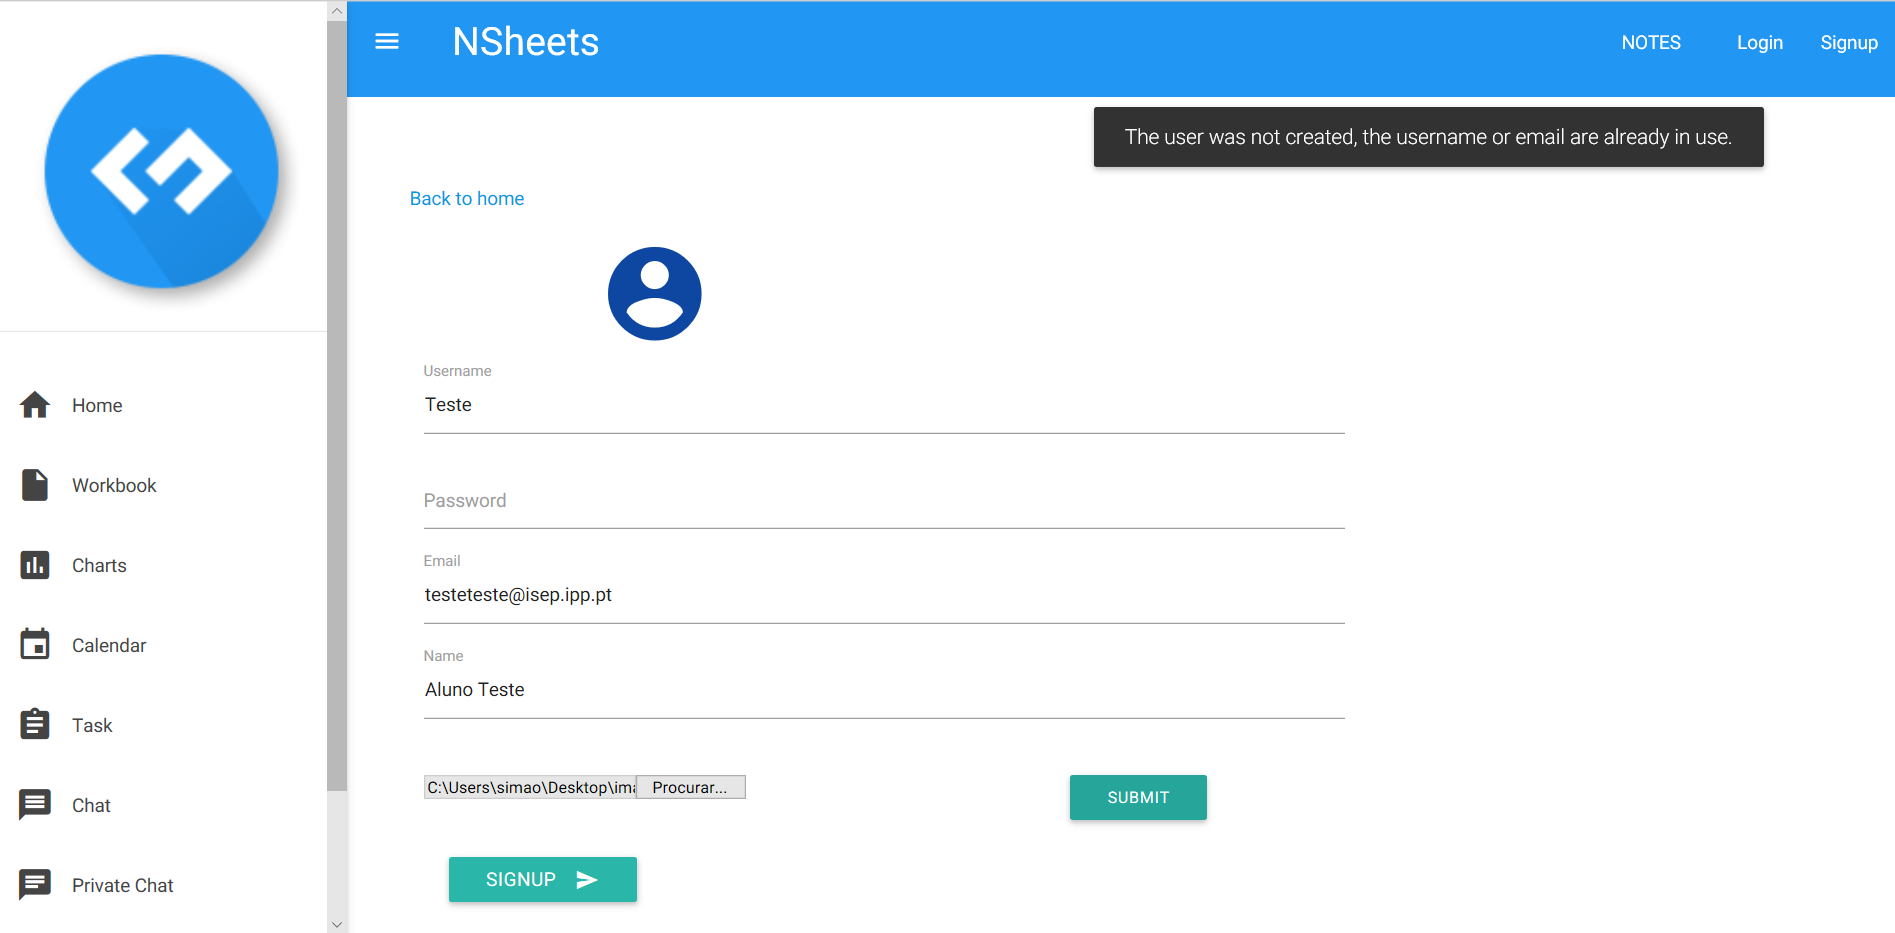 NSheets
NOTES
Login
Signup
The user was not created, the username or email are already in use.
Back to home
Home
Workbook
Charts
Calendar
Task
Chat
Private Chat
Username
Teste
Password
Email
testeteste@isep.ipp.pt
Name
Aluno Teste
C:\Users\simao\Desktop\ima
Procurar...
SUBMIT
SIGNUP